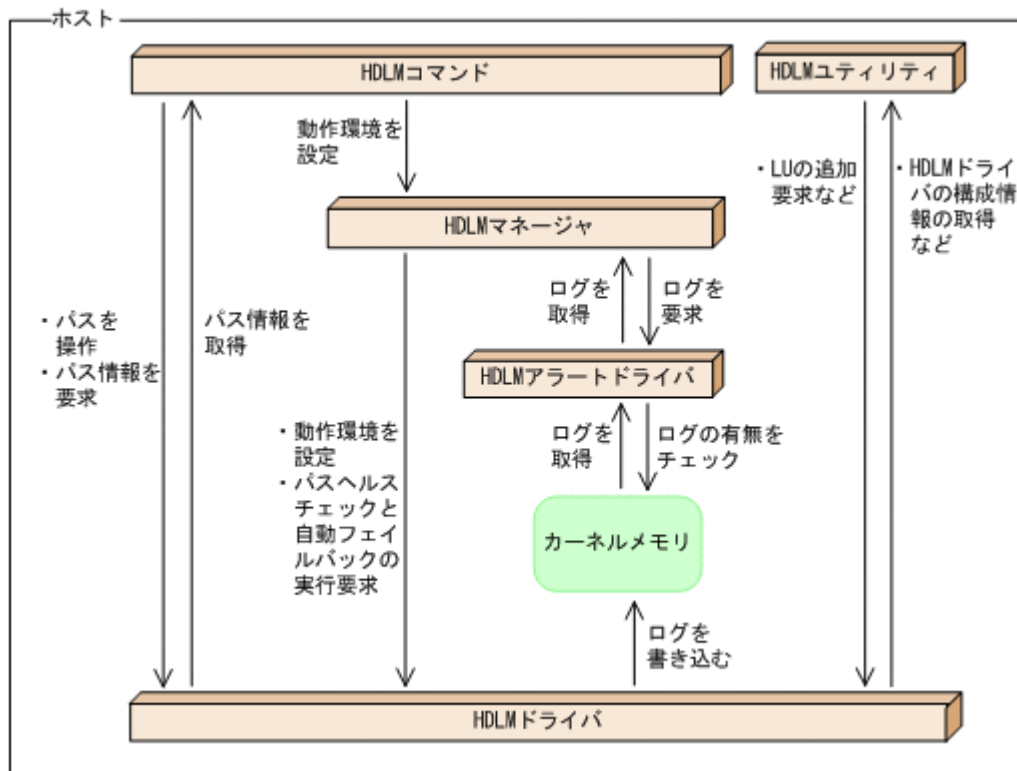 ホスト
HDLMコマンド
HDLMユティリティ
動作環境を
設定
・LUの追加
要求など
・HDLMドライ
バの構成情
報の取得
など
HDLMマネージャ
ログを
取得
ログを
要求
・パスを
操作
・パス情報を
要求
パス情報を
取得
HDLMアラートドライバ
・動作環境を
設定
・パスヘルス
チェックと
自動フェイ
ルバックの
実行要求
ログを
取得
ログの有無を
チェック
カーネルメモリ
ログを
書き込む
HDLMドライバ